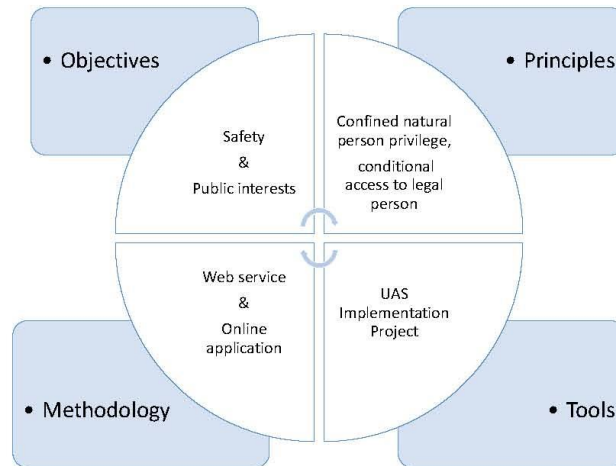 • Objectives
• Principles
Safety
&
Public interests
Confined natural
person privilege,
conditional
access to legal
person
Web service
&
Online
application
UAS
Implementation
Project
• Methodology
• Tools